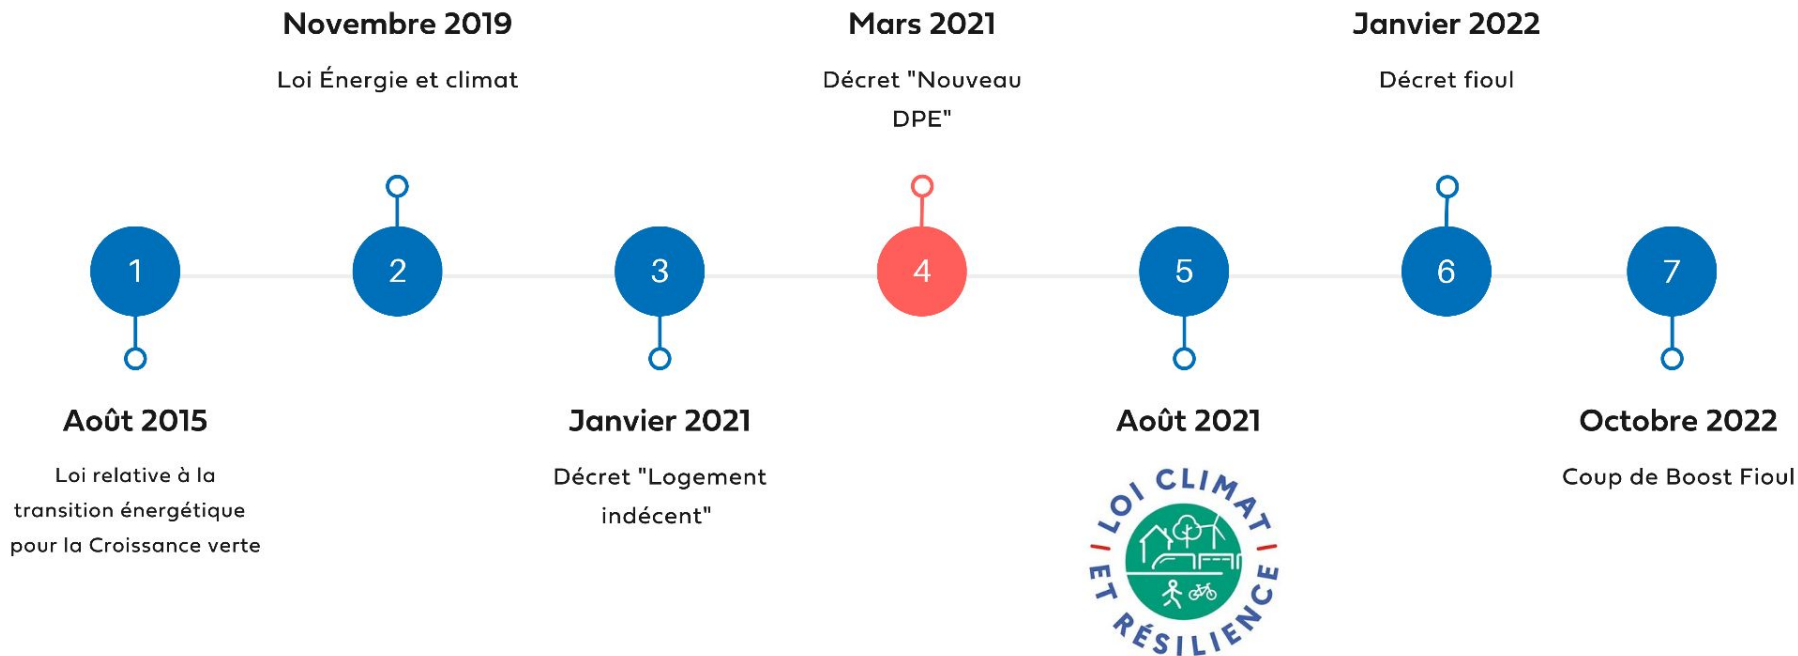 Novembre 2019
Loi Énergie et climat
Mars 2021
Décret "Nouveau
DPE"
Janvier 2022
Décret fioul
1
2
3
4
5
6
7
Août 2015
Loi relative à la
transition énergétique
pour la Croissance verte
Janvier 2021
Décret "Logement
indécent"
Août 2021
LOI CLIMAT
ET RÉSILIENCE
Octobre 2022
Coup de Boost Fioul